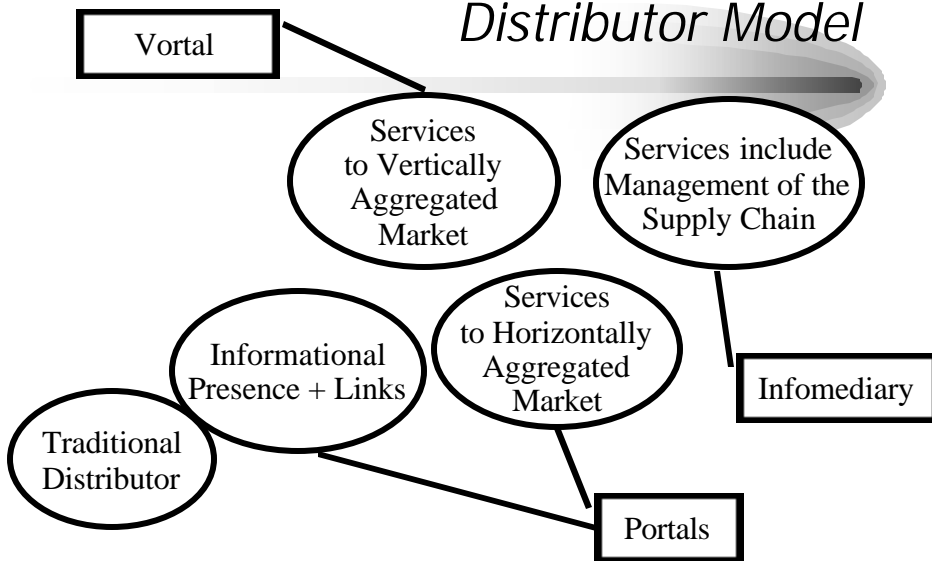 Distributor Model
Vortal
Services
to Vertically
Aggregated
Market
Services include
Management of the
Supply Chain
Services
to Horizontally
Aggregated
Market
Informational
Presence + Links
Infomediary
Traditional
Distributor
Portals